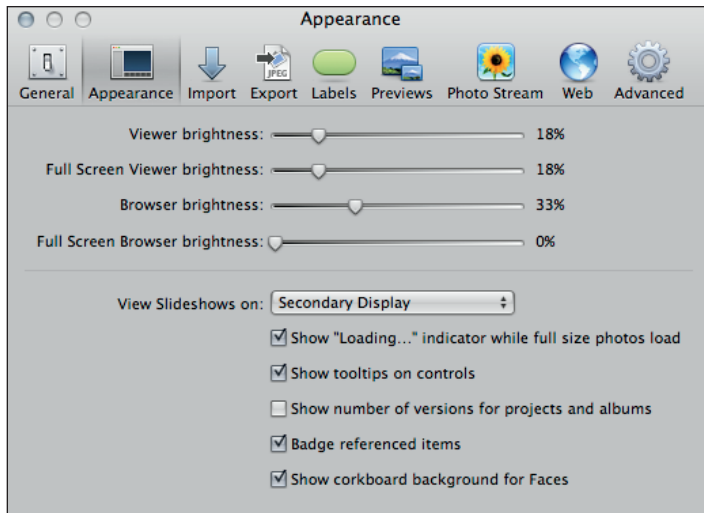 Appearance
General Appearance Import Export Labels Previews Photo Stream Web Advanced
JPEG
Viewer brightness: 18%
Full Screen Viewer brightness: 18%
Browser brightness: 33%
Full Screen Browser brightness: 0%
View Slideshows on: Secondary Display
Show "Loading..." indicator while full size photos load
Show tooltips on controls
Show number of versions for projects and albums
Badge referenced items
Show corkboard background for Faces